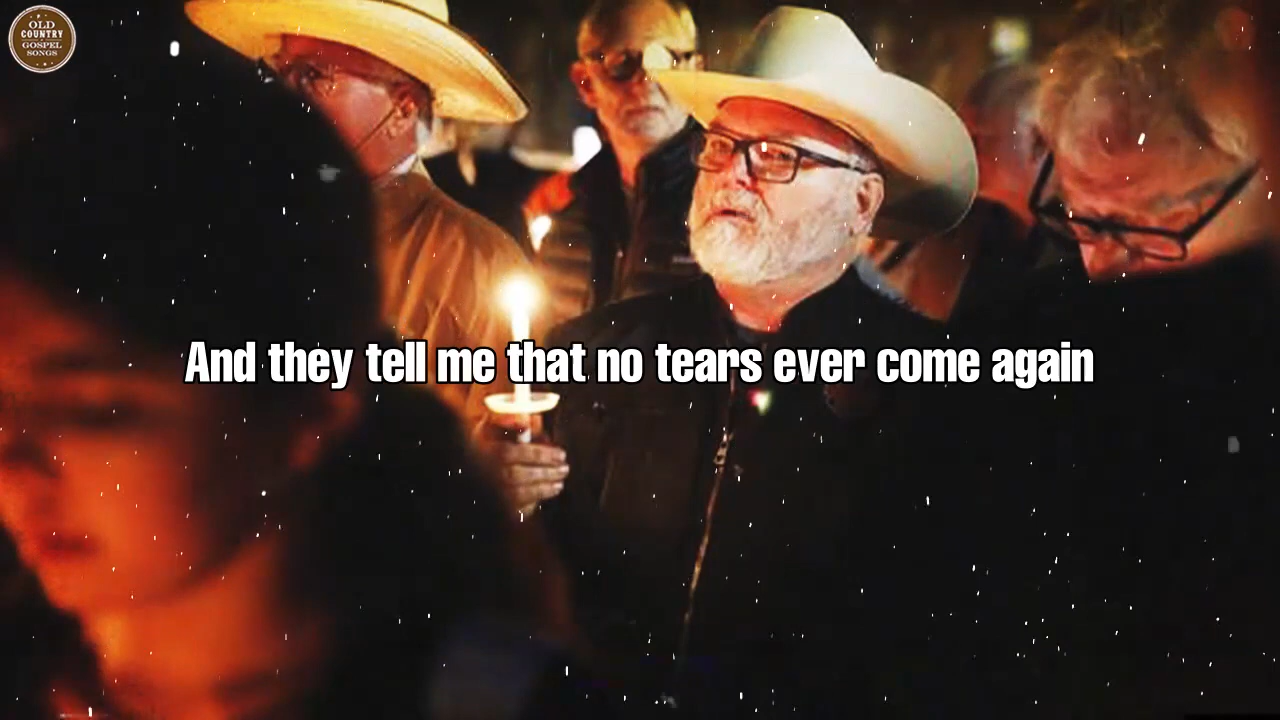 OLD
COUNTRY
GOSPEL
SONGS
And they tell me that no tears ever come again